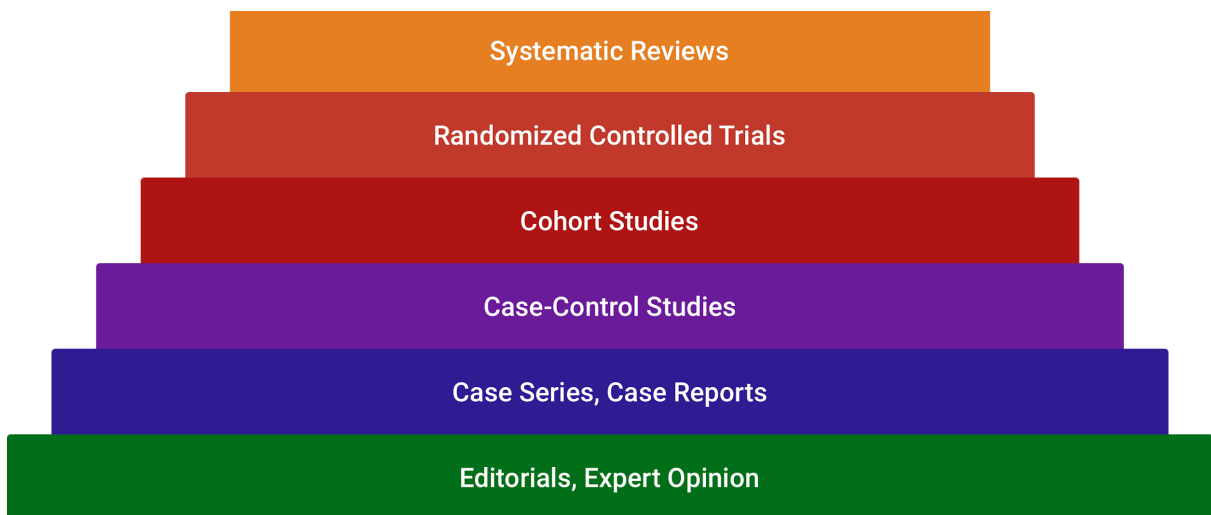 Systematic Reviews
Randomized Controlled Trials
Cohort Studies
Case-Control Studies
Case Series, Case Reports
Editorials, Expert Opinion